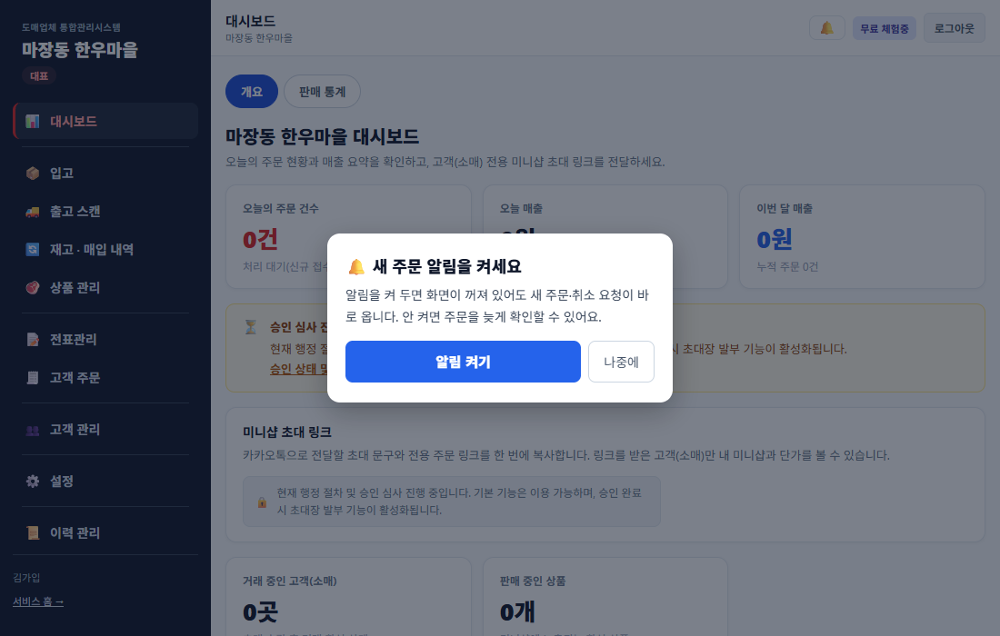 도매업체 통합관리시스템
마장동 한우마을
대표
대시보드
입고
출고 스캔
재고 · 매입 내역
상품 관리
전표관리
고객 주문
고객 관리
설정
이력 관리
김가입
서비스 홈 →
대시보드
마장동 한우마을
무료 체험중
로그아웃
개요
판매 통계
마장동 한우마을 대시보드
오늘의 주문 현황과 매출 요약을 확인하고, 고객(소매) 전용 미니샵 초대 링크를 전달하세요.
오늘의 주문 건수
0건
처리 대기(신규 접수
오늘 매출
0원
이번 달 매출
0원
누적 주문 0건
승인 심사 진
현재 행정 절
시 초대장 발부 기능이 활성화됩니다.
승인 상태 및
새 주문 알림을 켜세요
알림을 켜 두면 화면이 꺼져 있어도 새 주문·취소 요청이 바
로 옵니다. 안 켜면 주문을 늦게 확인할 수 있어요.
알림 켜기
나중에
미니샵 초대 링크
카카오톡으로 전달할 초대 문구와 전용 주문 링크를 한 번에 복사합니다. 링크를 받은 고객(소매)만 내 미니샵과 단가를 볼 수 있습니다.
현재 행정 절차 및 승인 심사 진행 중입니다. 기본 기능은 이용 가능하며, 승인 완료
시 초대장 발부 기능이 활성화됩니다.
거래 중인 고객(소매)
0곳
판매 중인 상품
0개